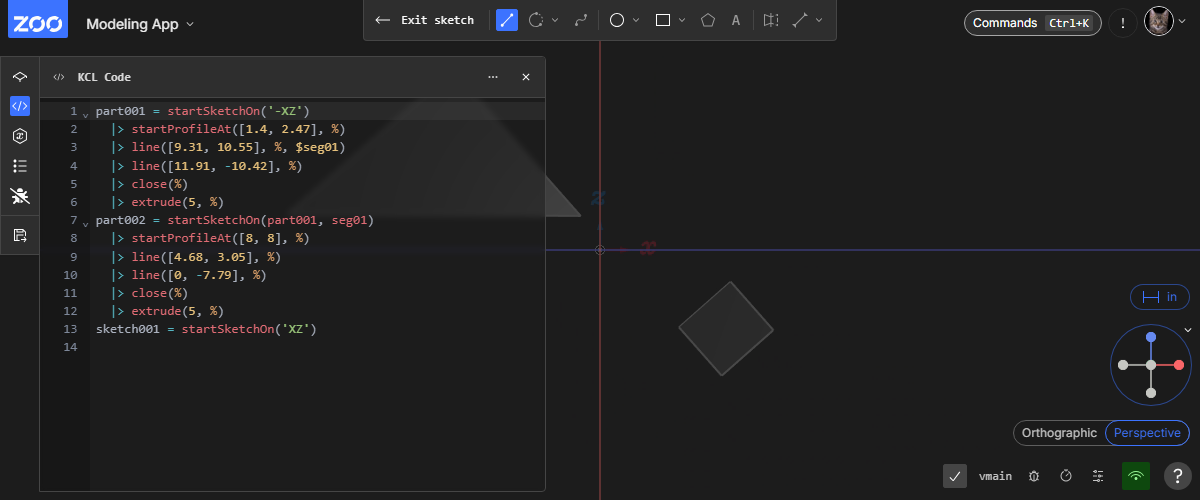 ZOO Modeling App
Exit sketch
A
Commands Ctrl+K
!
KCL Code
1 part001 = startSketchOn('-XZ')
2 |> startProfileAt([1.4, 2.47], %)
3 |> line([9.31, 10.55], %, $seg01)
4 |> line([11.91, -10.42], %)
5 |> close(%)
6 |> extrude(5, %)
7 part002 = startSketchOn(part001, seg01)
8 |> startProfileAt([8, 8], %)
9 |> line([4.68, 3.05], %)
10 |> line([0, -7.79], %)
11 |> close(%)
12 |> extrude(5, %)
13 sketch001 = startSketchOn('XZ')
14
z
x
in
Orthographic Perspective
vmain
?